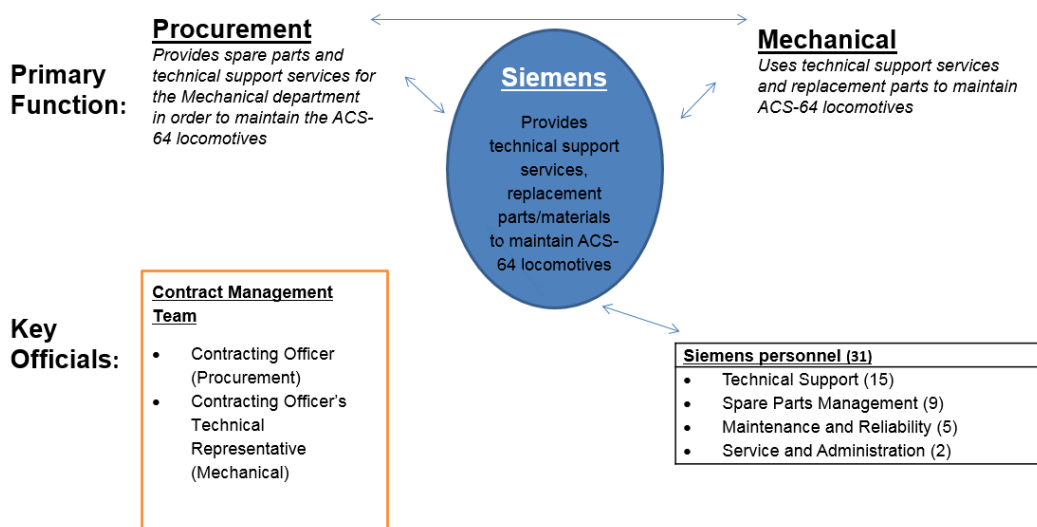 Primary
Function:
Procurement
Provides spare parts and
technical support services for
the Mechanical department
in order to maintain the ACS-
64 locomotives
Siemens
Provides
technical support
services,
replacement
parts/materials
to maintain ACS-
64 locomotives
Mechanical
Uses technical support services
and replacement parts to maintain
ACS-64 locomotives
Key
Officials:
Contract Management
Team
• Contracting Officer
(Procurement)
• Contracting Officer’s
Technical
Representative
(Mechanical)
Siemens personnel (31)
• Technical Support (15)
• Spare Parts Management (9)
• Maintenance and Reliability (5)
• Service and Administration (2)